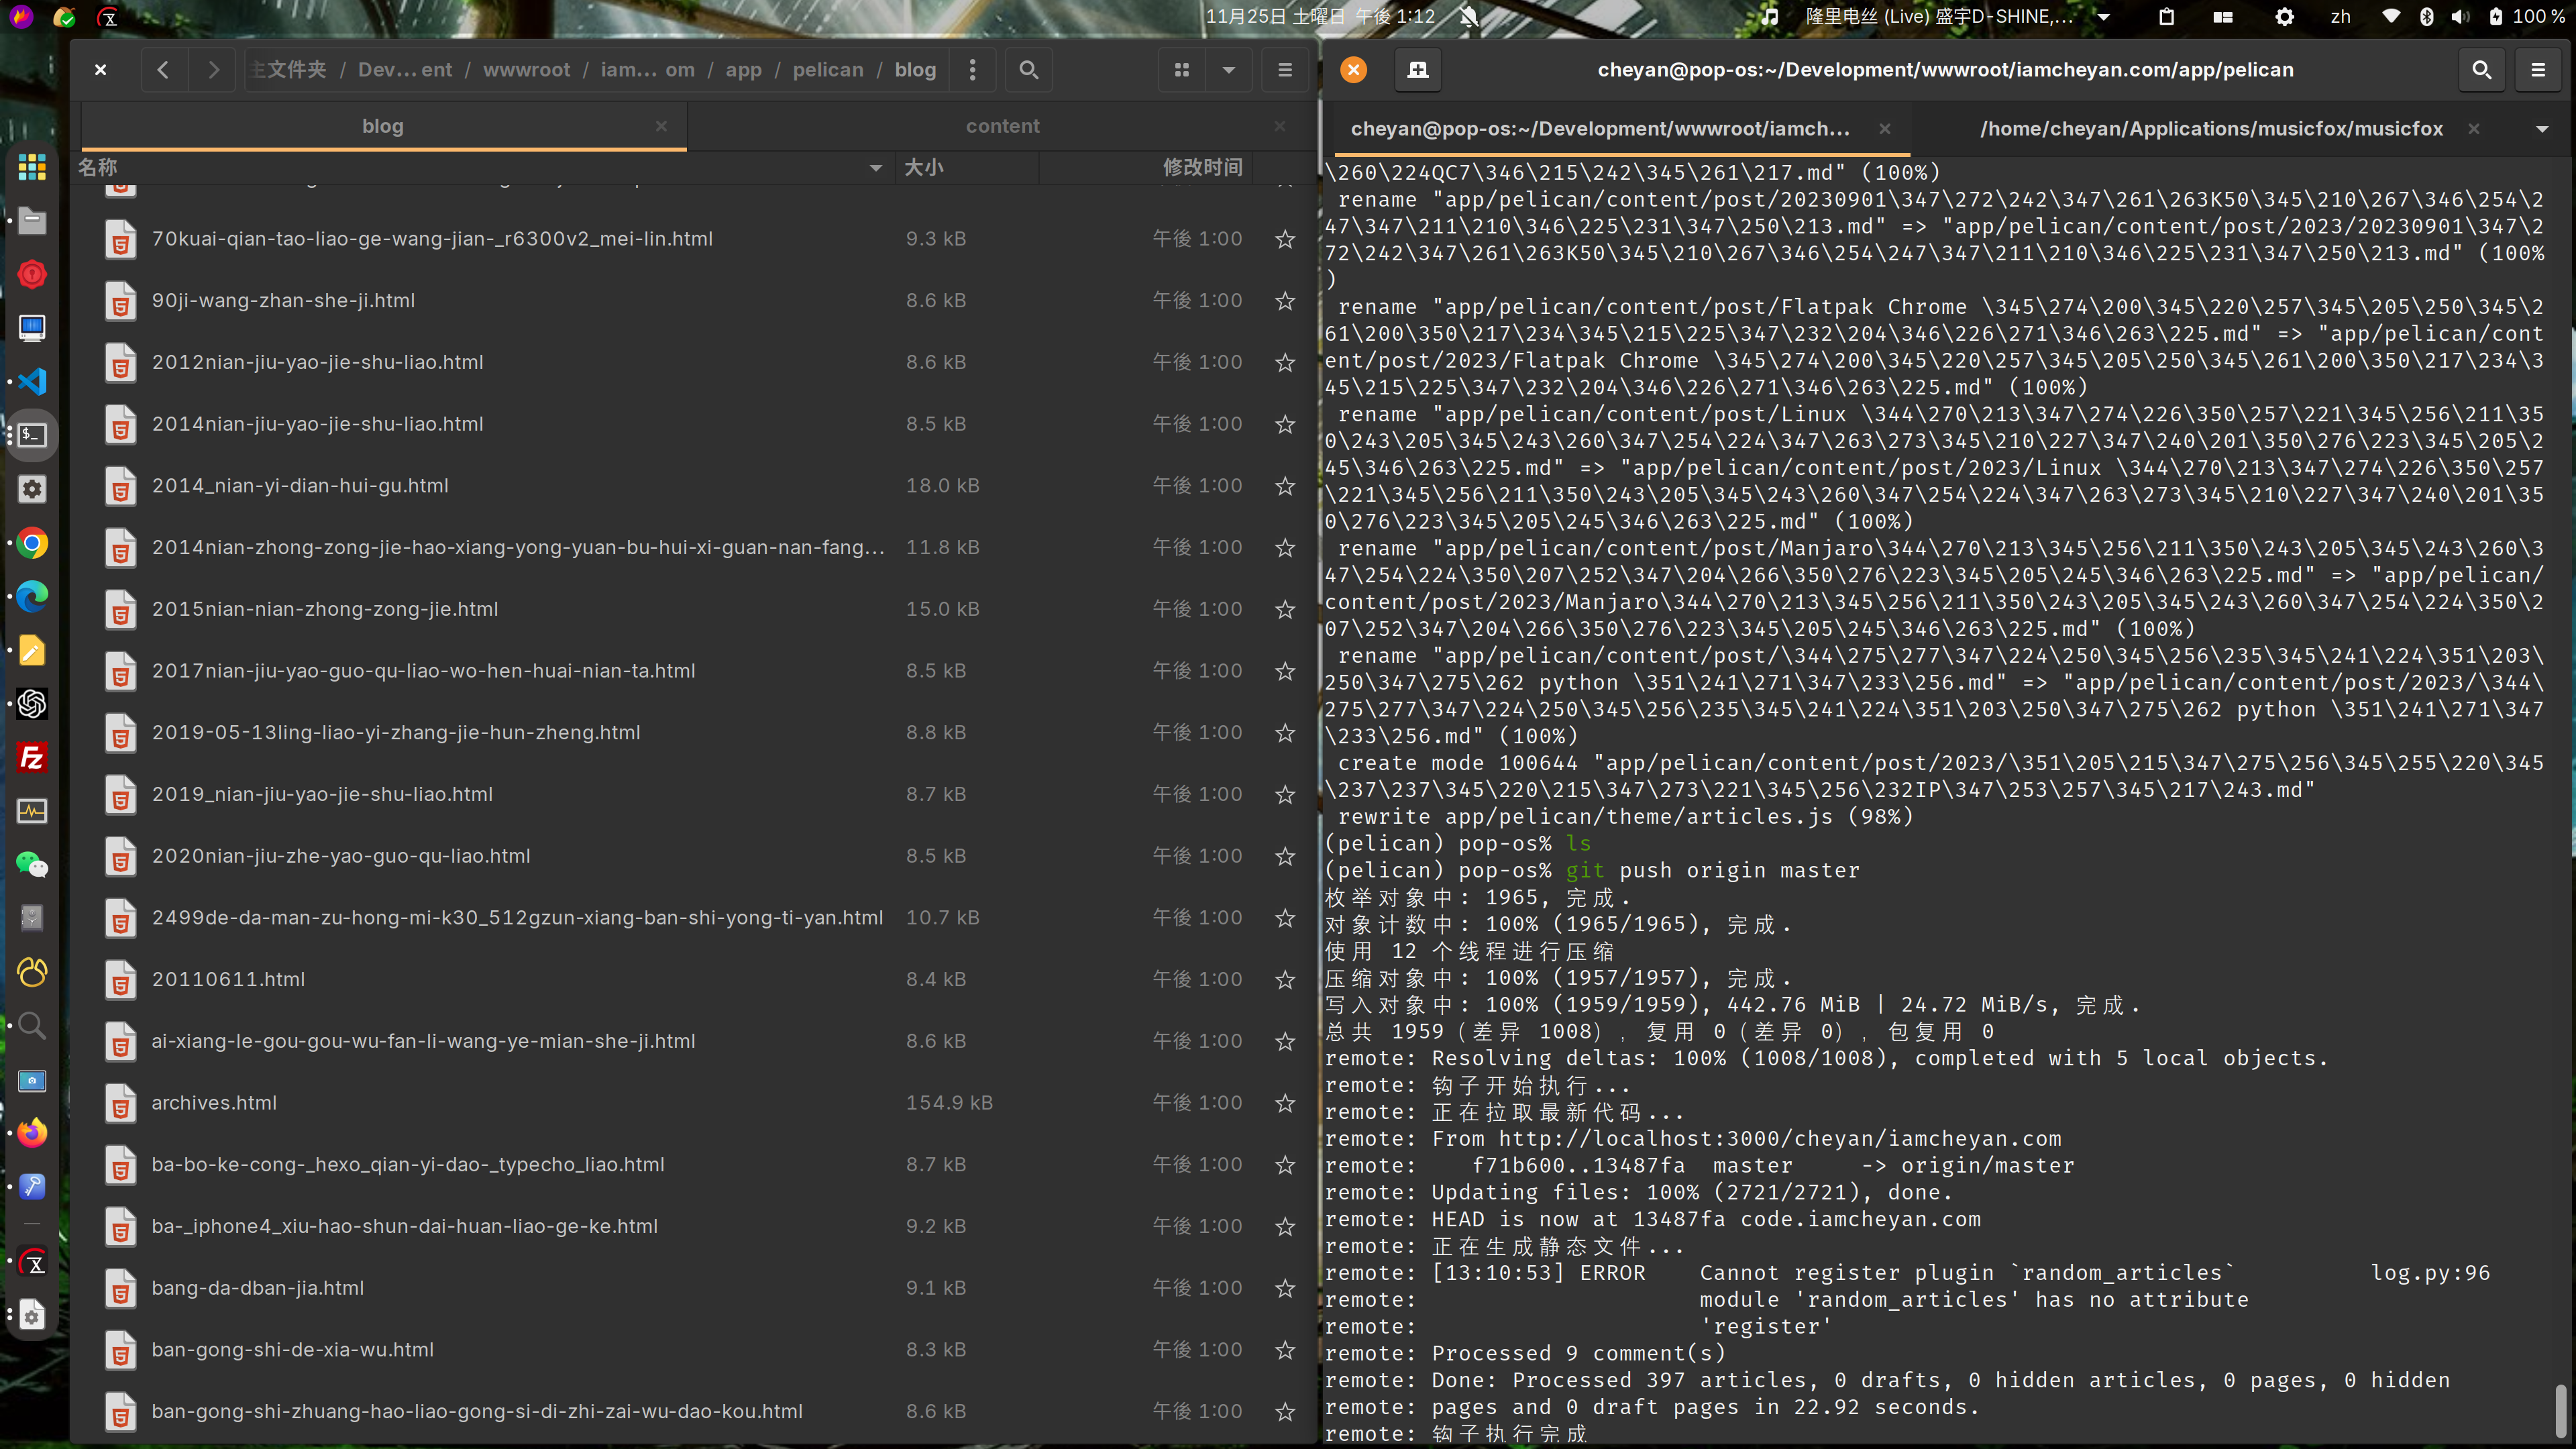 11月25日 土曜日 午後 1:12
隆里电丝 (Live) 盛宇D-SHINE,...
zh
100 %
主文件夹 / Dev... ent / wwwroot / iam... om / app / pelican / blog
blog
content
名称 大小 修改时间
70kuai-qian-tao-liao-ge-wang-jian-_r6300v2_mei-lin.html 9.3 kB 午後 1:00
90ji-wang-zhan-she-ji.html 8.6 kB 午後 1:00
2012nian-jiu-yao-jie-shu-liao.html 8.6 kB 午後 1:00
2014nian-jiu-yao-jie-shu-liao.html 8.5 kB 午後 1:00
2014_nian-yi-dian-hui-gu.html 18.0 kB 午後 1:00
2014nian-zhong-zong-jie-hao-xiang-yong-yuan-bu-hui-xi-guan-nan-fang... 11.8 kB 午後 1:00
2015nian-nian-zhong-zong-jie.html 15.0 kB 午後 1:00
2017nian-jiu-yao-guo-qu-liao-wo-hen-huai-nian-ta.html 8.5 kB 午後 1:00
2019-05-13ling-liao-yi-zhang-jie-hun-zheng.html 8.8 kB 午後 1:00
2019_nian-jiu-yao-jie-shu-liao.html 8.7 kB 午後 1:00
2020nian-jiu-zhe-yao-guo-qu-liao.html 8.5 kB 午後 1:00
2499de-da-man-zu-hong-mi-k30_512gzun-xiang-ban-shi-yong-ti-yan.html 10.7 kB 午後 1:00
20110611.html 8.4 kB 午後 1:00
ai-xiang-le-gou-gou-wu-fan-li-wang-ye-mian-she-ji.html 8.6 kB 午後 1:00
archives.html 154.9 kB 午後 1:00
ba-bo-ke-cong-_hexo_qian-yi-dao-_typecho_liao.html 8.7 kB 午後 1:00
ba-_iphone4_xiu-hao-shun-dai-huan-liao-ge-ke.html 9.2 kB 午後 1:00
bang-da-dban-jia.html 9.1 kB 午後 1:00
ban-gong-shi-de-xia-wu.html 8.3 kB 午後 1:00
ban-gong-shi-zhuang-hao-liao-gong-si-di-zhi-zai-wu-dao-kou.html 8.6 kB 午後 1:00
cheyan@pop-os:~/Development/wwwroot/iamcheyan.com/app/pelican
cheyan@pop-os:~/Development/wwwroot/iamch...
/home/cheyan/Applications/musicfox/musicfox
\260\224QC7\346\215\242\345\261\217.md" (100%)
rename "app/pelican/content/post/20230901\347\272\242\347\261\263K50\345\210\267\346\254\2
47\347\211\210\346\225\231\347\250\213.md" => "app/pelican/content/post/2023/20230901\347\2
72\242\347\261\263K50\345\210\267\346\254\247\347\211\210\346\225\231\347\250\213.md" (100%
)
rename "app/pelican/content/post/Flatpak Chrome \345\274\200\345\220\257\345\205\250\345\2
61\200\350\217\234\345\215\225\347\232\204\346\226\271\346\263\225.md" => "app/pelican/cont
ent/post/2023/Flatpak Chrome \345\274\200\345\220\257\345\205\250\345\261\200\350\217\234\3
45\215\225\347\232\204\346\226\271\346\263\225.md" (100%)
rename "app/pelican/content/post/Linux \344\270\213\347\274\226\350\257\221\345\256\211\35
0\243\205\345\243\260\347\254\224\347\263\273\345\210\227\347\240\201\350\276\223\345\205\2
45\346\263\225.md" => "app/pelican/content/post/2023/Linux \344\270\213\347\274\226\350\257
\221\345\256\211\350\243\205\345\243\260\347\254\224\347\263\273\345\210\227\347\240\201\35
0\276\223\345\205\245\346\263\225.md" (100%)
rename "app/pelican/content/post/Manjaro\344\270\213\345\256\211\350\243\205\345\243\260\3
47\254\224\350\207\252\347\204\266\350\276\223\345\205\245\346\263\225.md" => "app/pelican/
content/post/2023/Manjaro\344\270\213\345\256\211\350\243\205\345\243\260\347\254\224\350\2
07\252\347\204\266\350\276\223\345\205\245\346\263\225.md" (100%)
rename "app/pelican/content/post/\344\275\277\347\224\250\345\256\235\345\241\224\351\203\
250\347\275\262 python \351\241\271\347\233\256.md" => "app/pelican/content/post/2023/\344\
275\277\347\224\250\345\256\235\345\241\224\351\203\250\347\275\262 python \351\241\271\347
\233\256.md" (100%)
create mode 100644 "app/pelican/content/post/2023/\351\205\215\347\275\256\345\255\220\345
\237\237\345\220\215\347\273\221\345\256\232IP\347\253\257\345\217\243.md"
rewrite app/pelican/theme/articles.js (98%)
(pelican) pop-os% ls
(pelican) pop-os% git push origin master
枚举对象中: 1965, 完成.
对象计数中: 100% (1965/1965), 完成.
使用 12 个线程进行压缩
压缩对象中: 100% (1957/1957), 完成.
写入对象中: 100% (1959/1959), 442.76 MiB | 24.72 MiB/s, 完成.
总共 1959（差异 1008），复用 0（差异 0），包复用 0
remote: Resolving deltas: 100% (1008/1008), completed with 5 local objects.
remote: 钩子开始执行...
remote: 正在拉取最新代码...
remote: From http://localhost:3000/cheyan/iamcheyan.com
remote: f71b600..13487fa master -> origin/master
remote: Updating files: 100% (2721/2721), done.
remote: HEAD is now at 13487fa code.iamcheyan.com
remote: 正在生成静态文件...
remote: [13:10:53] ERROR Cannot register plugin `random_articles` log.py:96
remote: module 'random_articles' has no attribute
remote: 'register'
remote: Processed 9 comment(s)
remote: Done: Processed 397 articles, 0 drafts, 0 hidden articles, 0 pages, 0 hidden
remote: pages and 0 draft pages in 22.92 seconds.
remote: 钩子执行完成